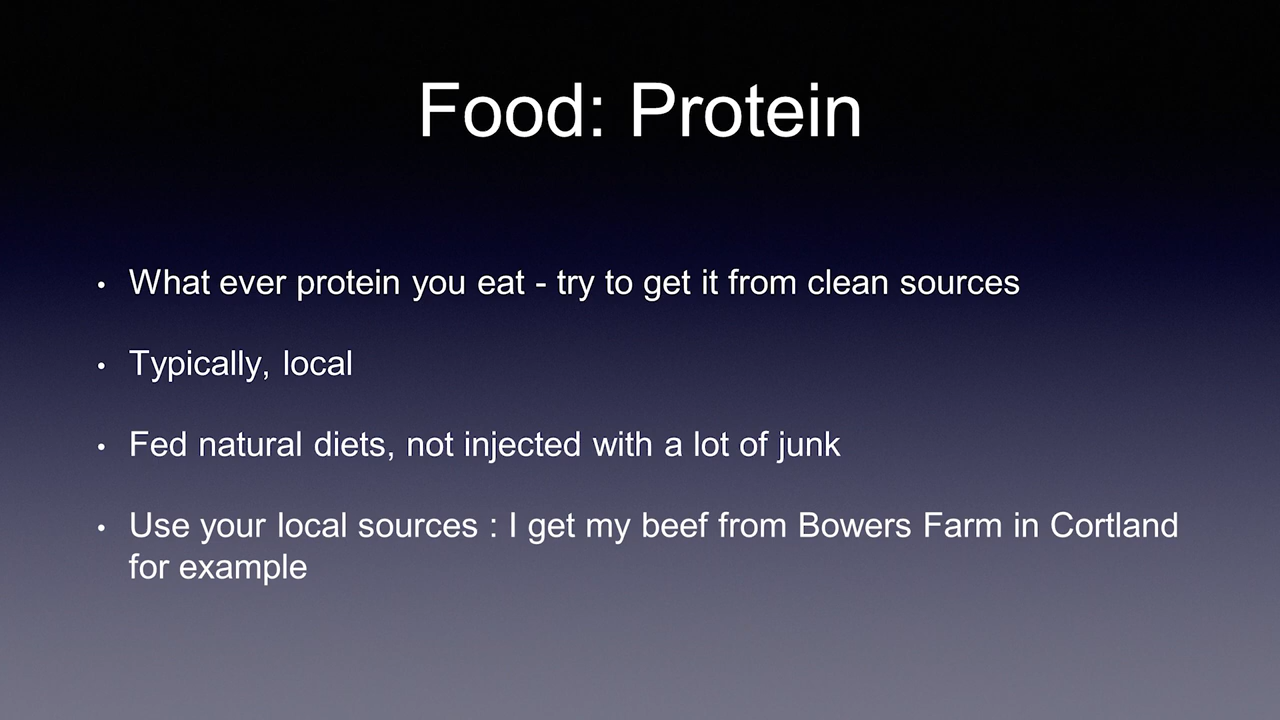 Food: Protein
• What ever protein you eat - try to get it from clean sources
• Typically, local
• Fed natural diets, not injected with a lot of junk
• Use your local sources : I get my beef from Bowers Farm in Cortland
for example